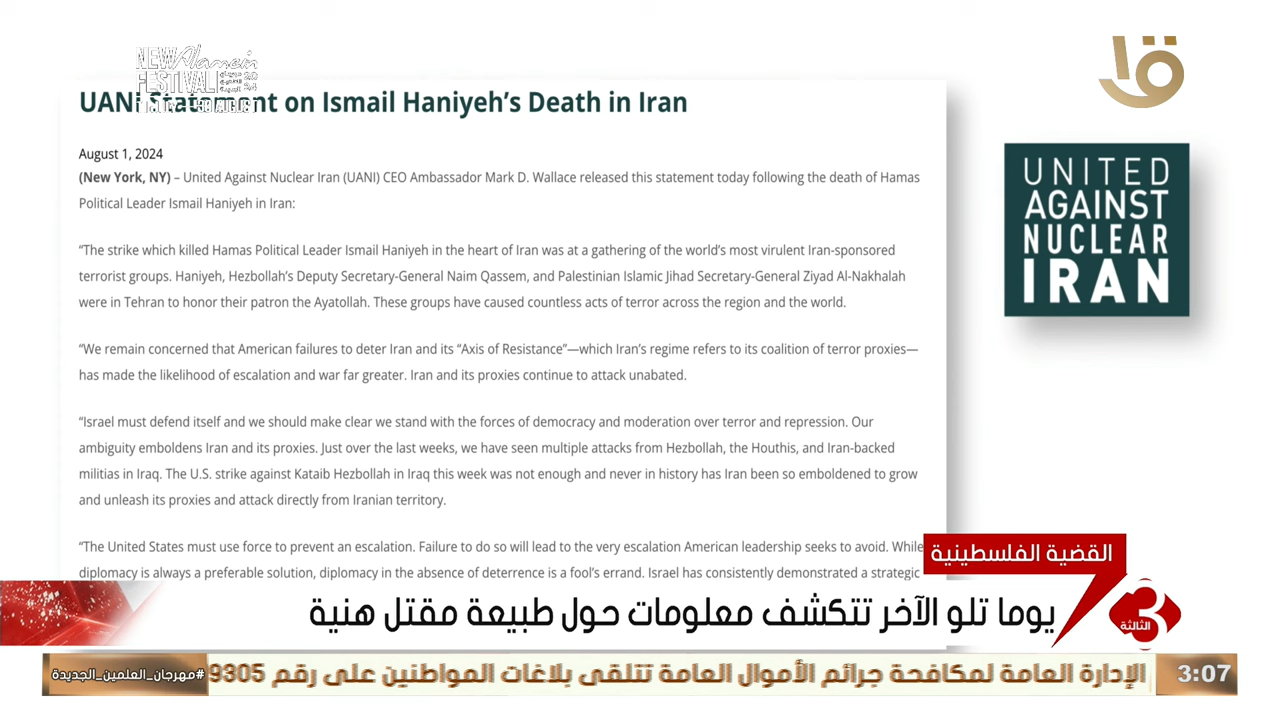 NEW Alamein
FESTIVAL
UANI Statement on Ismail Haniyeh's Death in Iran
August 1, 2024
(New York, NY) – United Against Nuclear Iran (UANI) CEO Ambassador Mark D. Wallace released this statement today following the death of Hamas
Political Leader Ismail Haniyeh in Iran:
"The strike which killed Hamas Political Leader Ismail Haniyeh in the heart of Iran was at a gathering of the world's most virulent Iran-sponsored
terrorist groups. Haniyeh, Hezbollah's Deputy Secretary-General Naim Qassem, and Palestinian Islamic Jihad Secretary-General Ziyad Al-Nakhalah
were in Tehran to honor their patron the Ayatollah. These groups have caused countless acts of terror across the region and the world.
"We remain concerned that American failures to deter Iran and its "Axis of Resistance"—which Iran's regime refers to its coalition of terror proxies—
has made the likelihood of escalation and war far greater. Iran and its proxies continue to attack unabated.
"Israel must defend itself and we should make clear we stand with the forces of democracy and moderation over terror and repression. Our
ambiguity emboldens Iran and its proxies. Just over the last weeks, we have seen multiple attacks from Hezbollah, the Houthis, and Iran-backed
militias in Iraq. The U.S. strike against Kataib Hezbollah in Iraq this week was not enough and never in history has Iran been so emboldened to grow
and unleash its proxies and attack directly from Iranian territory.
"The United States must use force to prevent an escalation. Failure to do so will lead to the very escalation American leadership seeks to avoid. While
diplomacy is always a preferable solution, diplomacy in the absence of deterrence is a fool's errand. Israel has consistently demonstrated a strategic
UNITED
AGAINST
NUCLEAR
IRAN
القضية الفلسطينية
يوما تلو الآخر تتكشف معلومات حول طبيعة مقتل هنية
3
الثالثة
الإدارة العامة لمكافحة جرائم الأموال العامة تتلقى بلاغات المواطنين على رقم 9305
#مهرجان_العلمين_الجديدة
3:07